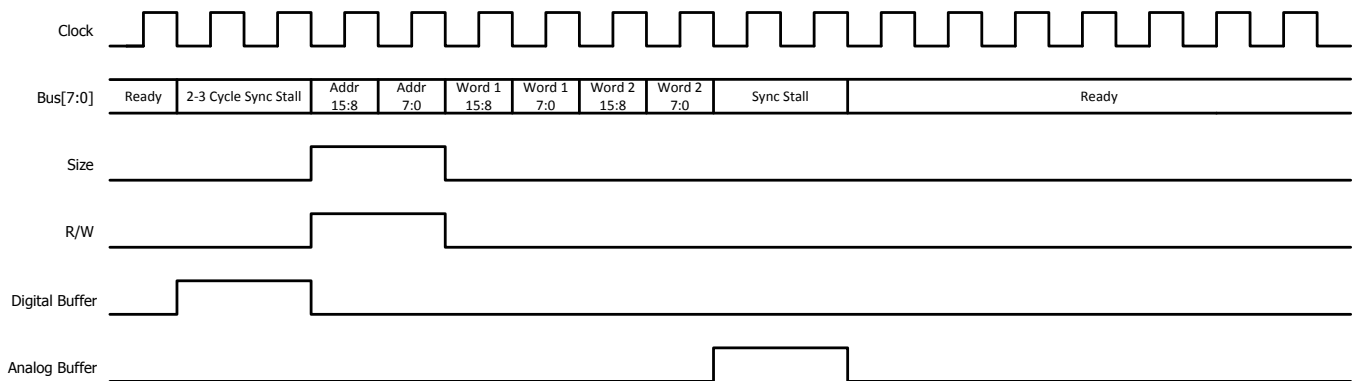 Clock
Bus[7:0]
Ready
2-3 Cycle Sync Stall
Addr
15:8
Addr
7:0
Word 1
15:8
Word 1
7:0
Word 2
15:8
Word 2
7:0
Sync Stall
Ready
Size
R/W
Digital Buffer
Analog Buffer